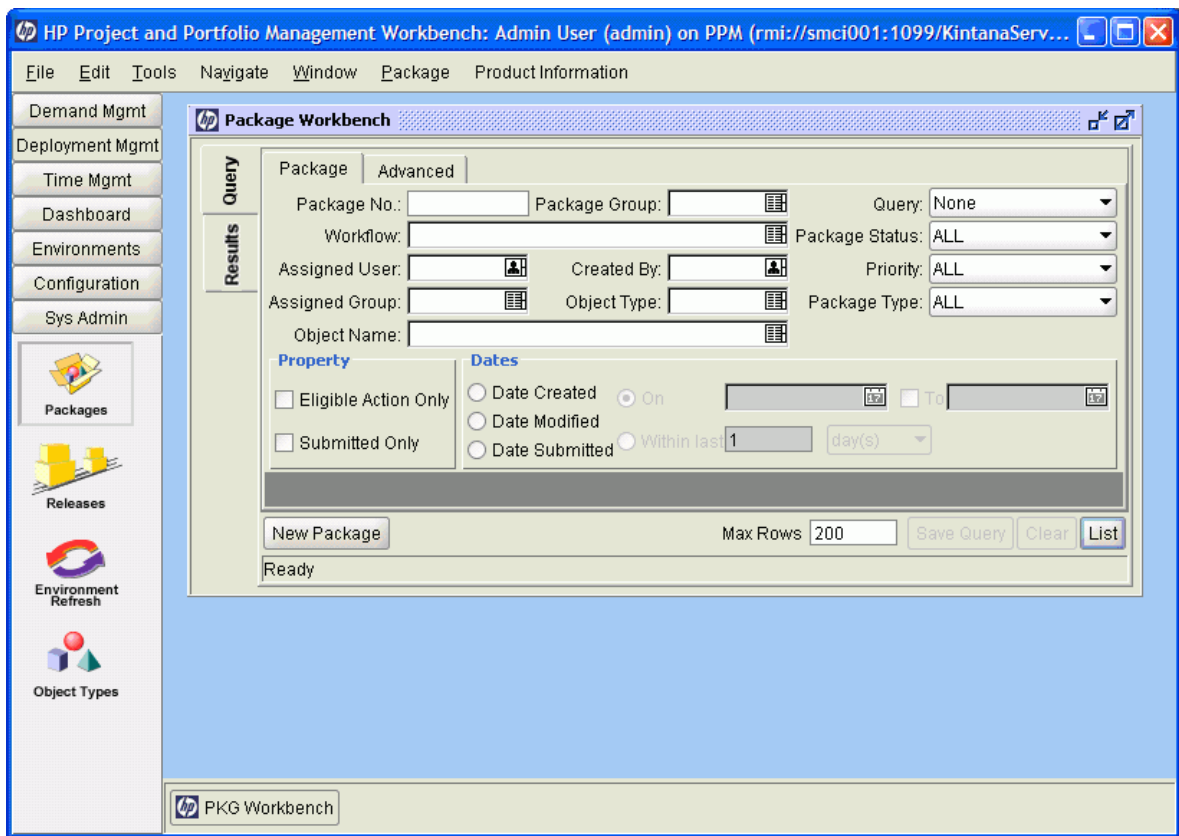 hp HP Project and Portfolio Management Workbench: Admin User (admin) on PPM (rmi://smci001:1099/KintanaServ...
File Edit Tools Navigate Window Package Product Information
Demand Mgmt
Deployment Mgmt
Time Mgmt
Dashboard
Environments
Configuration
Sys Admin
Packages
Releases
Environment
Refresh
Object Types
hp Package Workbench
Query
Results
Package Advanced
Package No.: Package Group: Query: None
Workflow: Package Status: ALL
Assigned User: Created By: Priority: ALL
Assigned Group: Object Type: Package Type: ALL
Object Name:
Property
Eligible Action Only
Submitted Only
Dates
Date Created On 17 To 17
Date Modified
Date Submitted Within last 1 day(s)
New Package Max Rows 200 Save Query Clear List
Ready
hp PKG Workbench